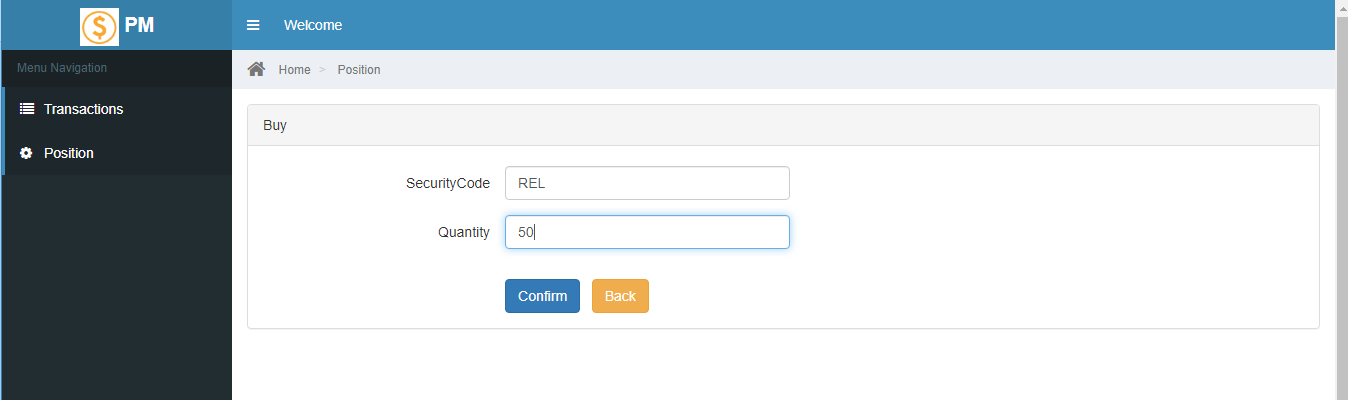 $ PM
Welcome
Menu Navigation
Home > Position
Transactions
Buy
Position
SecurityCode REL
Quantity 50
Confirm Back